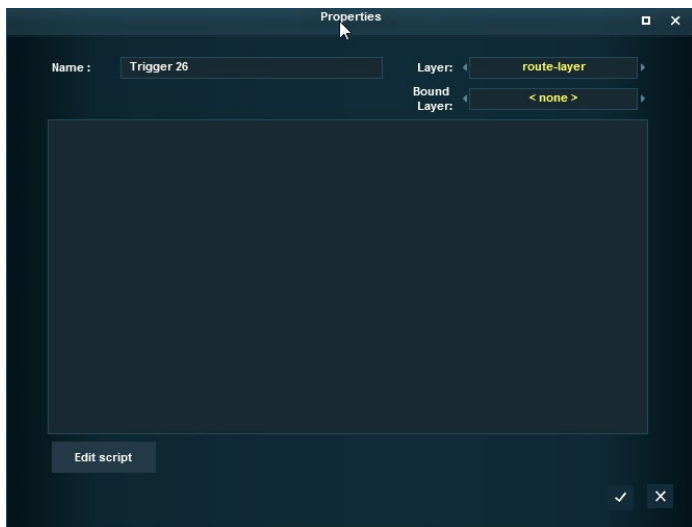 Properties
Name : Trigger 26 Layer: route-layer
Bound Layer: < none >
Edit script